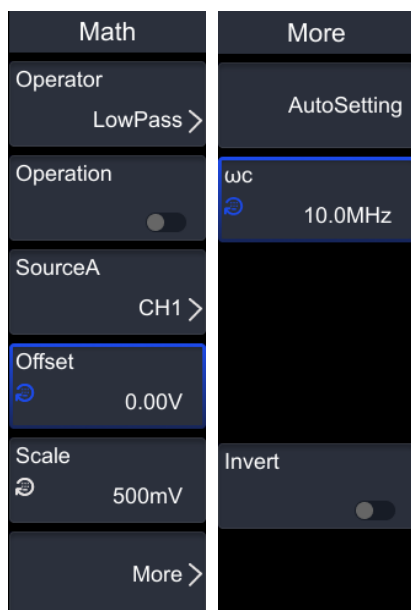 Math
Operator
LowPass
Operation
SourceA
CH1
Offset
0.00V
Scale
500mV
More
More
AutoSetting
ωc
10.0MHz
Invert